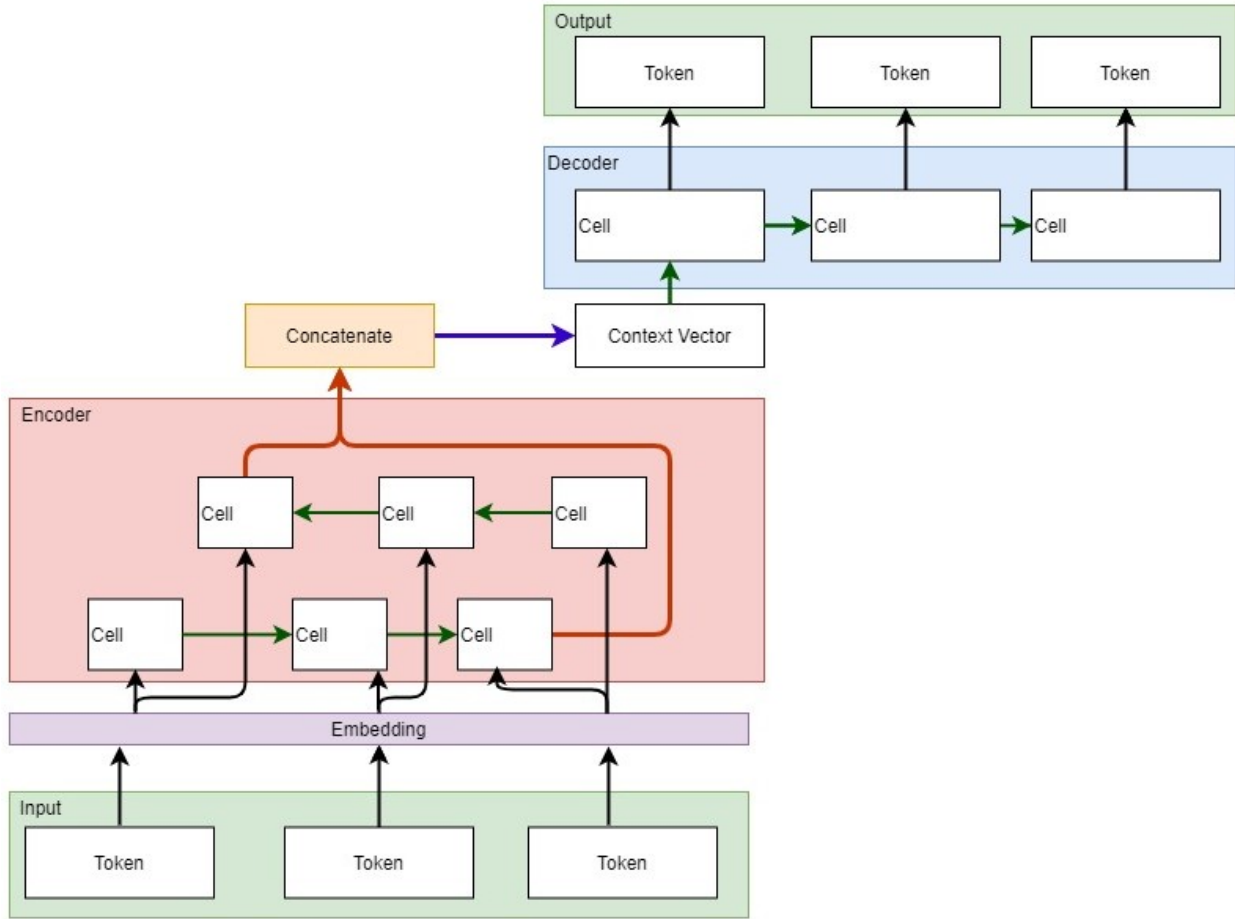 Output
Token
Token
Token
Decoder
Cell
Cell
Cell
Concatenate
Context Vector
Encoder
Cell
Cell
Cell
Cell
Cell
Cell
Embedding
Input
Token
Token
Token